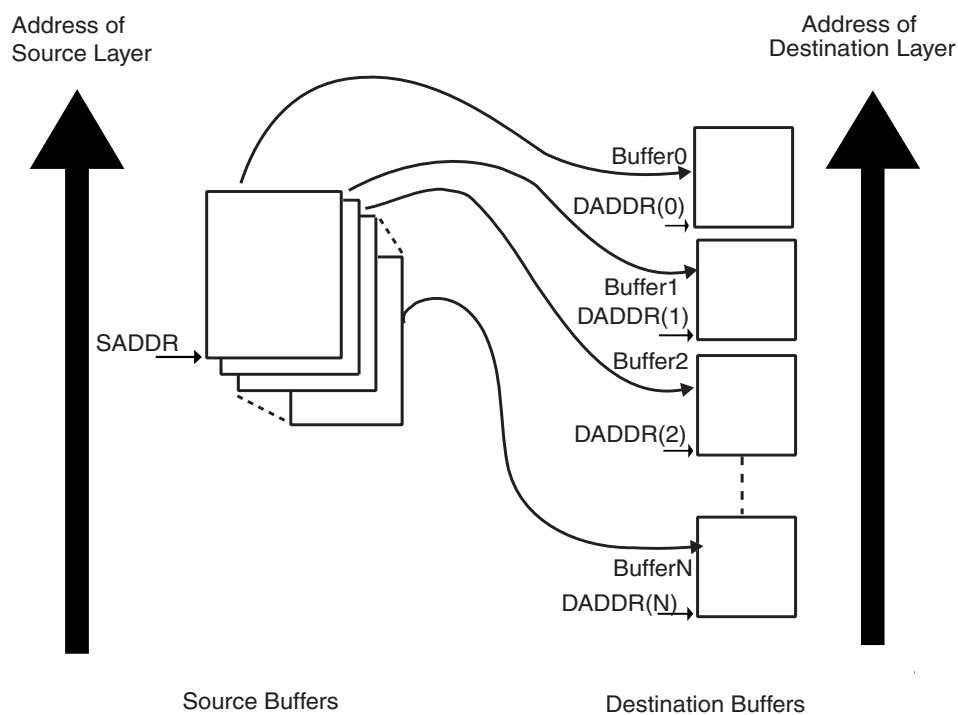 Address of
Source Layer
Address of
Destination Layer
Buffer0
DADDR(0)
Buffer1
DADDR(1)
SADDR
Buffer2
DADDR(2)
BufferN
DADDR(N)
Source Buffers
Destination Buffers